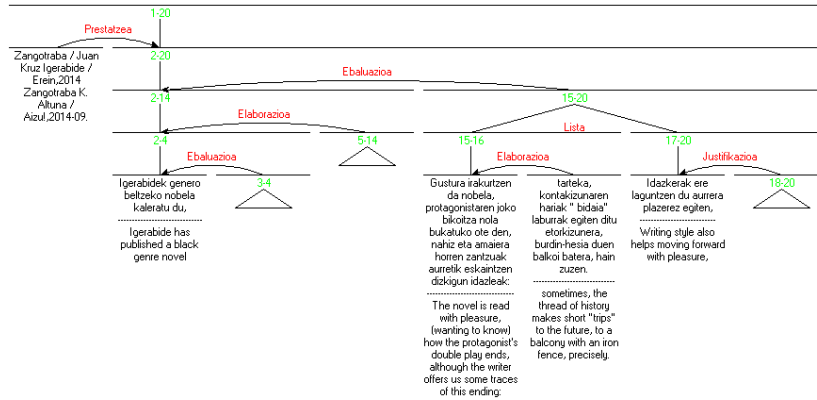 1-20
Prestatzea
Zangotraba / Juan
Kruz Igerabide /
Erein,2014
Zangotraba K.
Altuna /
Aizu!,2014-09.
2-20
Ebaluazioa
2-14
15-20
Elaborazioa
Lista
2-4
5-14
15-16
17-20
Ebaluazioa
Elaborazioa
Justifikazioa
Igerabidek genero
beltzeko nobela
kaleratu du,
Igerabide has
published a black
genre novel
3-4
Gustura irakurtzen
da nobela,
protagonistaren joko
bikoitza nola
bukatuko ote den,
nahiz eta amaiera
horren zantzuak
aurretik eskaintzen
dizkigun idazleak:
The novel is read
with pleasure,
(wanting to know)
how the protagonist's
double play ends,
although the writer
offers us some traces
of this ending:
tarteka,
kontakizunaren
hariak " bidaia"
laburrak egiten ditu
etorkizunera,
burdin-hesia duen
balkoi batera, hain
zuzen.
sometimes, the
thread of history
makes short "trips"
to the future, to a
balcony with an iron
fence, precisely.
Idazkerak ere
laguntzen du aurrera
plazerez egiten,
Writing style also
helps moving forward
with pleasure,
18-20